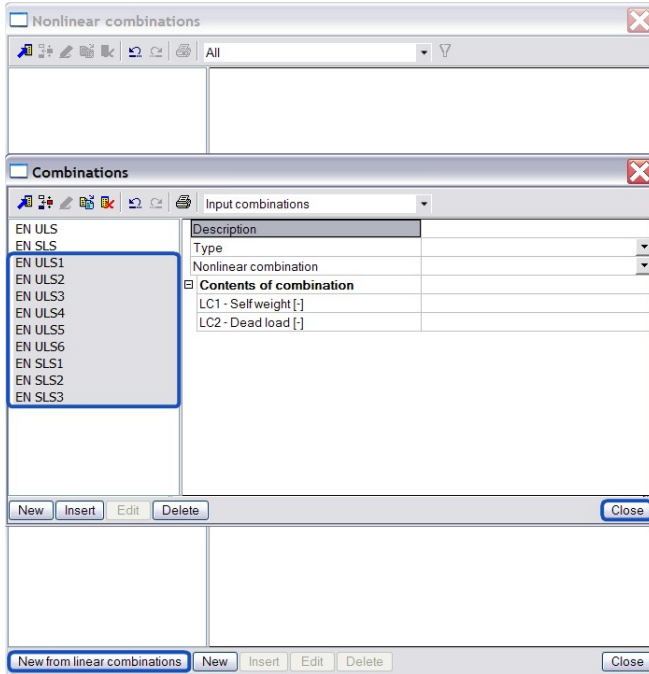 Nonlinear combinations
All
Combinations
Input combinations
EN ULS
EN SLS
EN ULS1
EN ULS2
EN ULS3
EN ULS4
EN ULS5
EN ULS6
EN SLS1
EN SLS2
EN SLS3
Description
Type
Nonlinear combination
Contents of combination
LC1 - Selfweight [-]
LC2 - Dead load [-]
New Insert Edit Delete Close
New from linear combinations New Insert Edit Delete Close